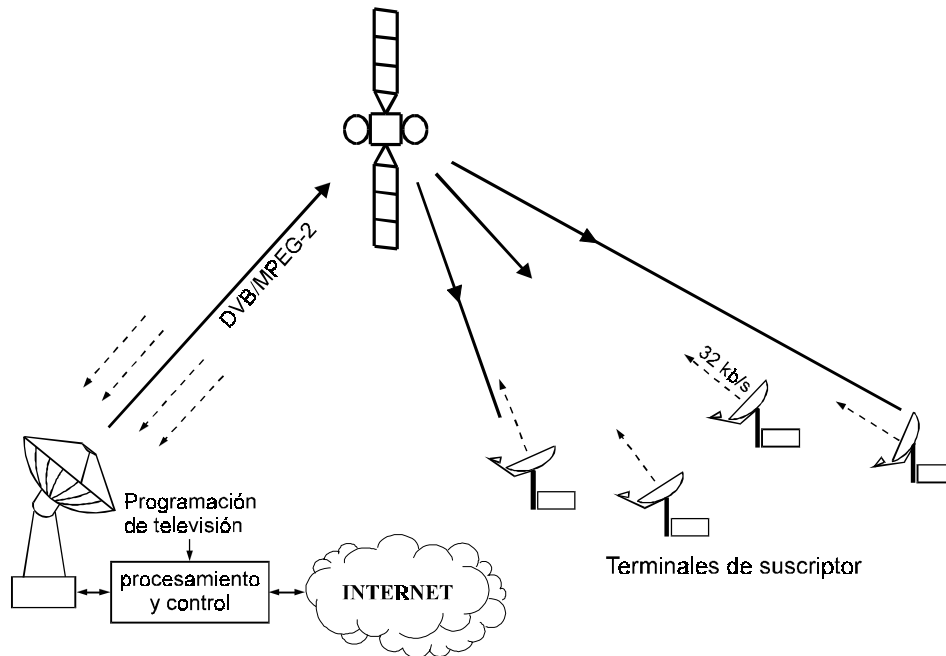 DVB/MPEG-2
32 kb/s
Programación
de televisión
procesamiento
y control
INTERNET
Terminales de suscriptor